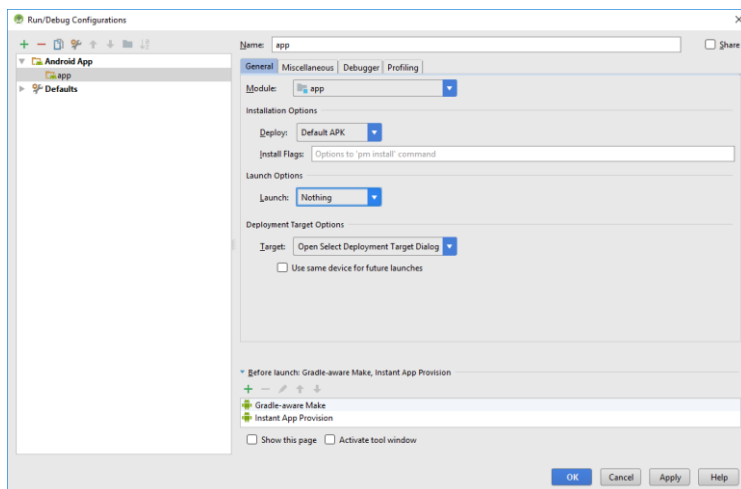 Run/Debug Configurations
Name: app
Share
Android App
app
Defaults
General Miscellaneous Debugger Profiling
Module: app
Installation Options
Deploy: Default APK
Install Flags: Options to 'pm install' command
Launch Options
Launch: Nothing
Deployment Target Options
Target: Open Select Deployment Target Dialog
Use same device for future launches
Before launch: Gradle-aware Make, Instant App Provision
Gradle-aware Make
Instant App Provision
Show this page Activate tool window
OK Cancel Apply Help